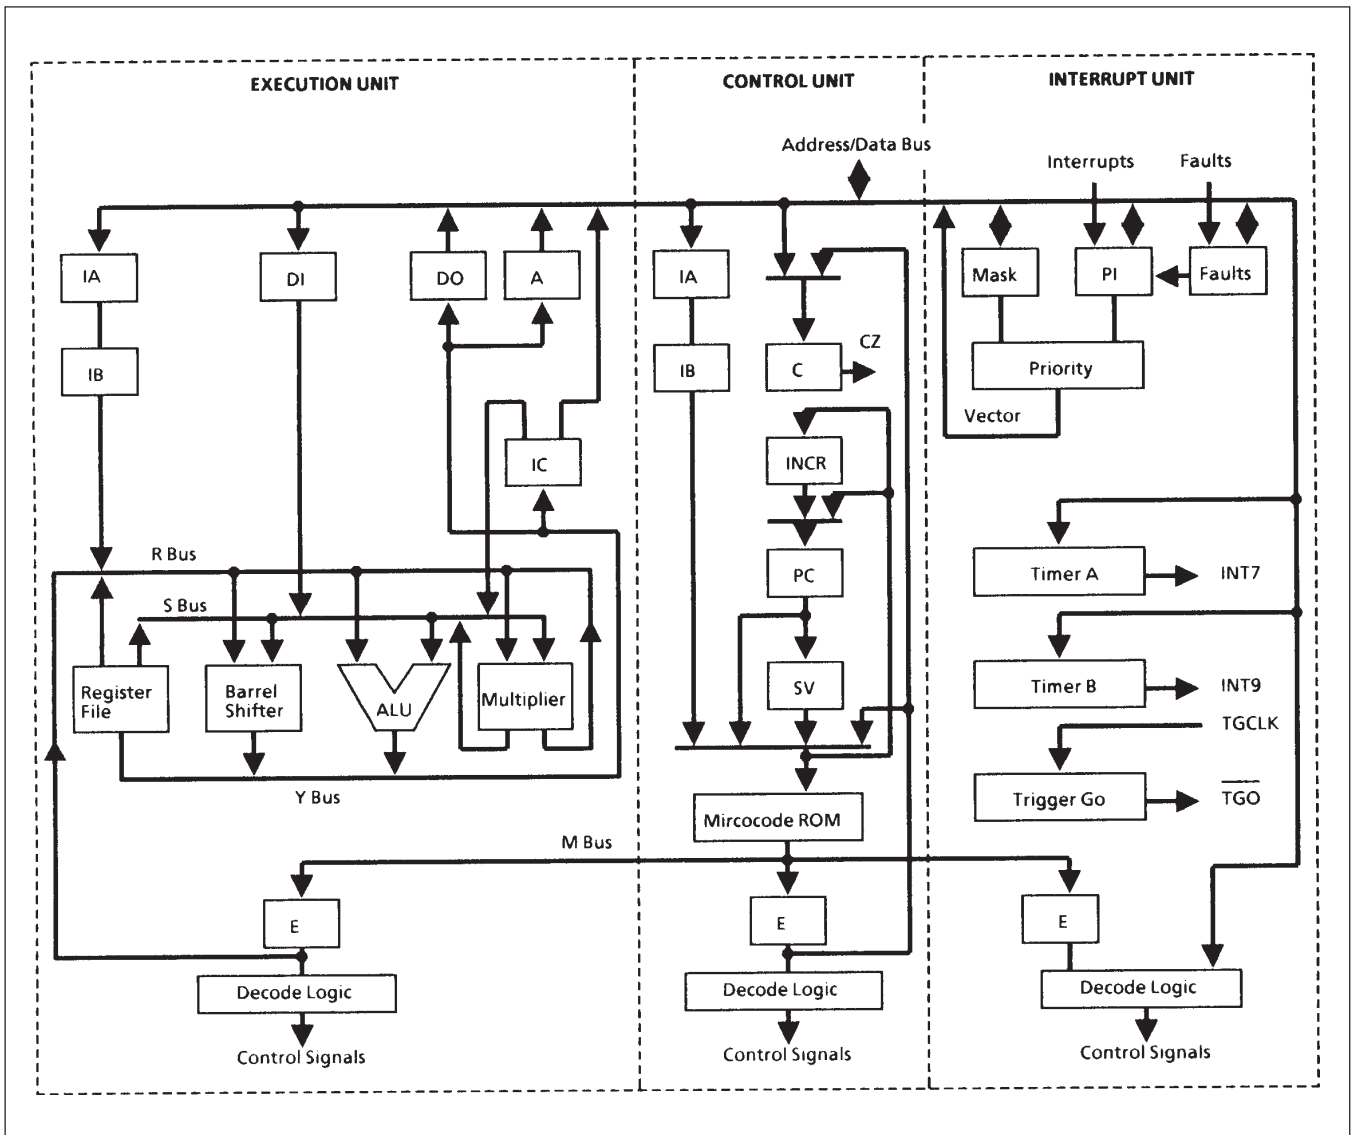 EXECUTION UNIT
CONTROL UNIT
INTERRUPT UNIT
Address/Data Bus
Interrupts
Faults
IA
DI
DO
A
IA
Mask
PI
Faults
IB
IB
C
CZ
Priority
Vector
IC
INCR
R Bus
PC
Timer A
INT7
S Bus
Register
File
Barrel
Shifter
ALU
Multiplier
SV
Timer B
INT9
TGCLK
Y Bus
Mircocode ROM
Trigger Go
TGO
M Bus
E
E
E
Decode Logic
Decode Logic
Decode Logic
Control Signals
Control Signals
Control Signals